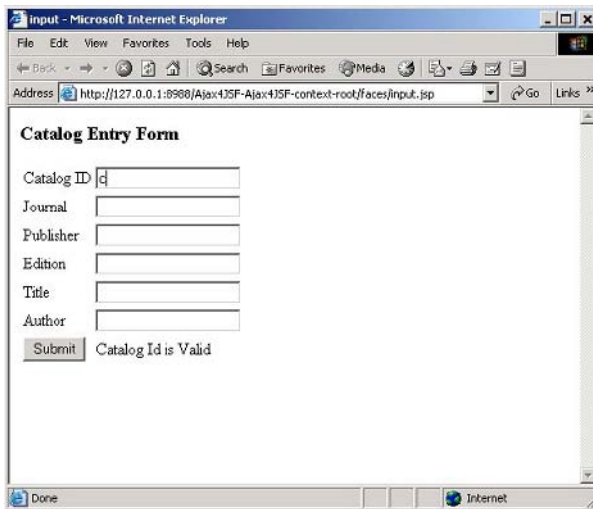 input - Microsoft Internet Explorer
File Edit View Favorites Tools Help
Back Search Favorites Media
Address http://127.0.0.1:8988/Ajax4JSF-Ajax4JSF-context-root/faces/input.jsp Go Links »
Catalog Entry Form
Catalog ID c
Journal
Publisher
Edition
Title
Author
Submit Catalog Id is Valid
Done Internet